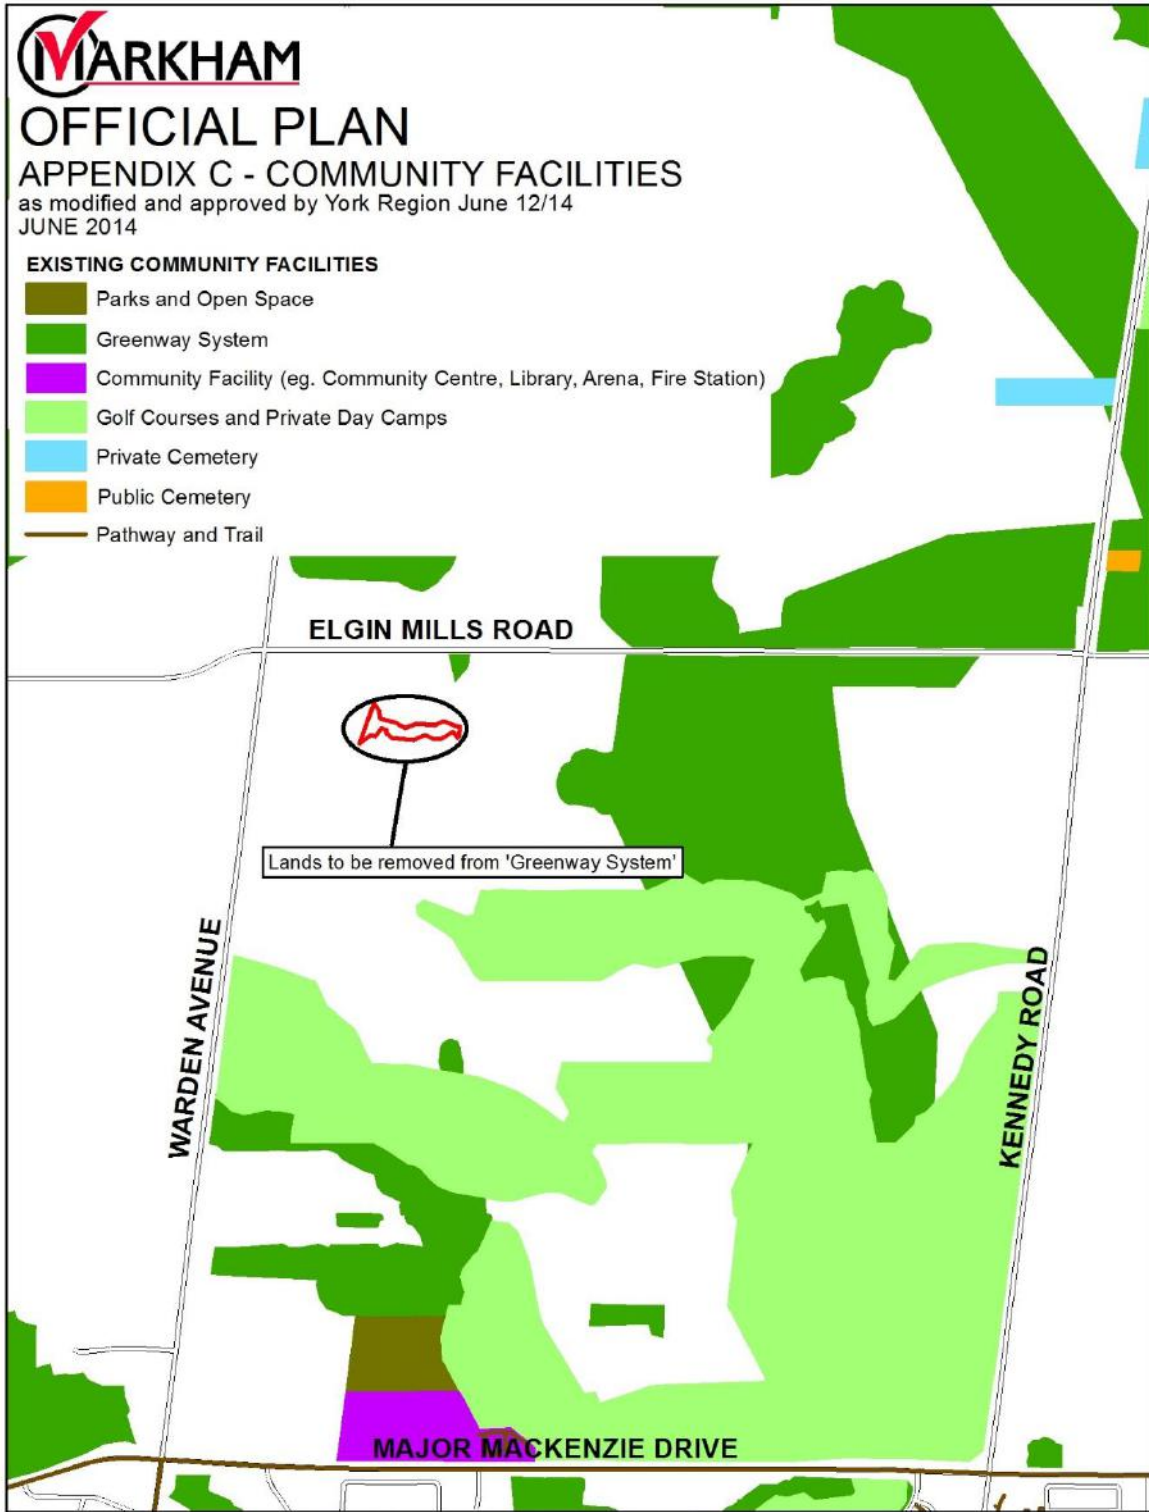 MARKHAM
OFFICIAL PLAN
APPENDIX C - COMMUNITY FACILITIES
as modified and approved by York Region June 12/14
JUNE 2014
EXISTING COMMUNITY FACILITIES
Parks and Open Space
Greenway System
Community Facility (eg. Community Centre, Library, Arena, Fire Station)
Golf Courses and Private Day Camps
Private Cemetery
Public Cemetery
Pathway and Trail
ELGIN MILLS ROAD
Lands to be removed from 'Greenway System'
WARDEN AVENUE
KENNEDY ROAD
MAJOR MACKENZIE DRIVE